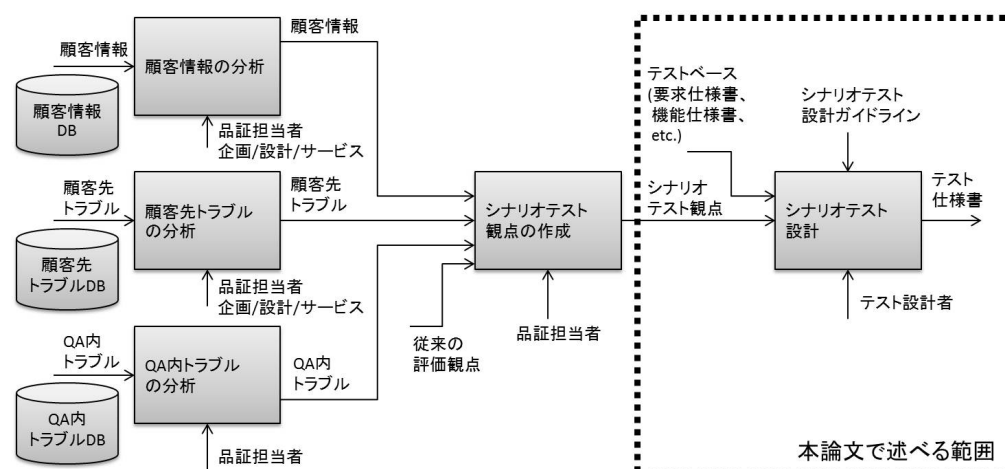 顧客情報
顧客情報
DB
顧客情報の分析
顧客情報
品証担当者
企画/設計/サービス
顧客先
トラブル
顧客先
トラブルDB
顧客先トラブル
の分析
顧客先
トラブル
品証担当者
企画/設計/サービス
QA内
トラブル
QA内
トラブルDB
QA内トラブル
の分析
QA内
トラブル
品証担当者
従来の
評価観点
シナリオテスト
観点の作成
品証担当者
シナリオ
テスト観点
テストベース
(要求仕様書、
機能仕様書、
etc.)
シナリオテスト
設計ガイドライン
シナリオテスト
設計
テスト
仕様書
テスト設計者
本論文で述べる範囲